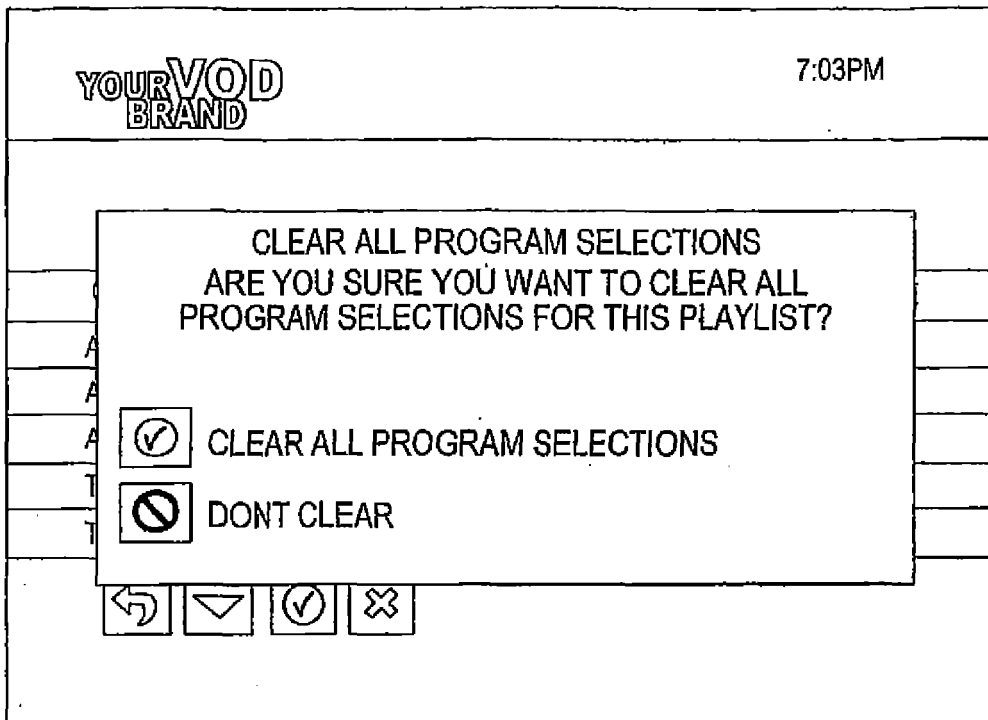 YOUR VOD
BRAND
7:03PM
CLEAR ALL PROGRAM SELECTIONS
ARE YOU SURE YOU WANT TO CLEAR ALL
PROGRAM SELECTIONS FOR THIS PLAYLIST?
A
A
A
CLEAR ALL PROGRAM SELECTIONS
T
DONT CLEAR
T